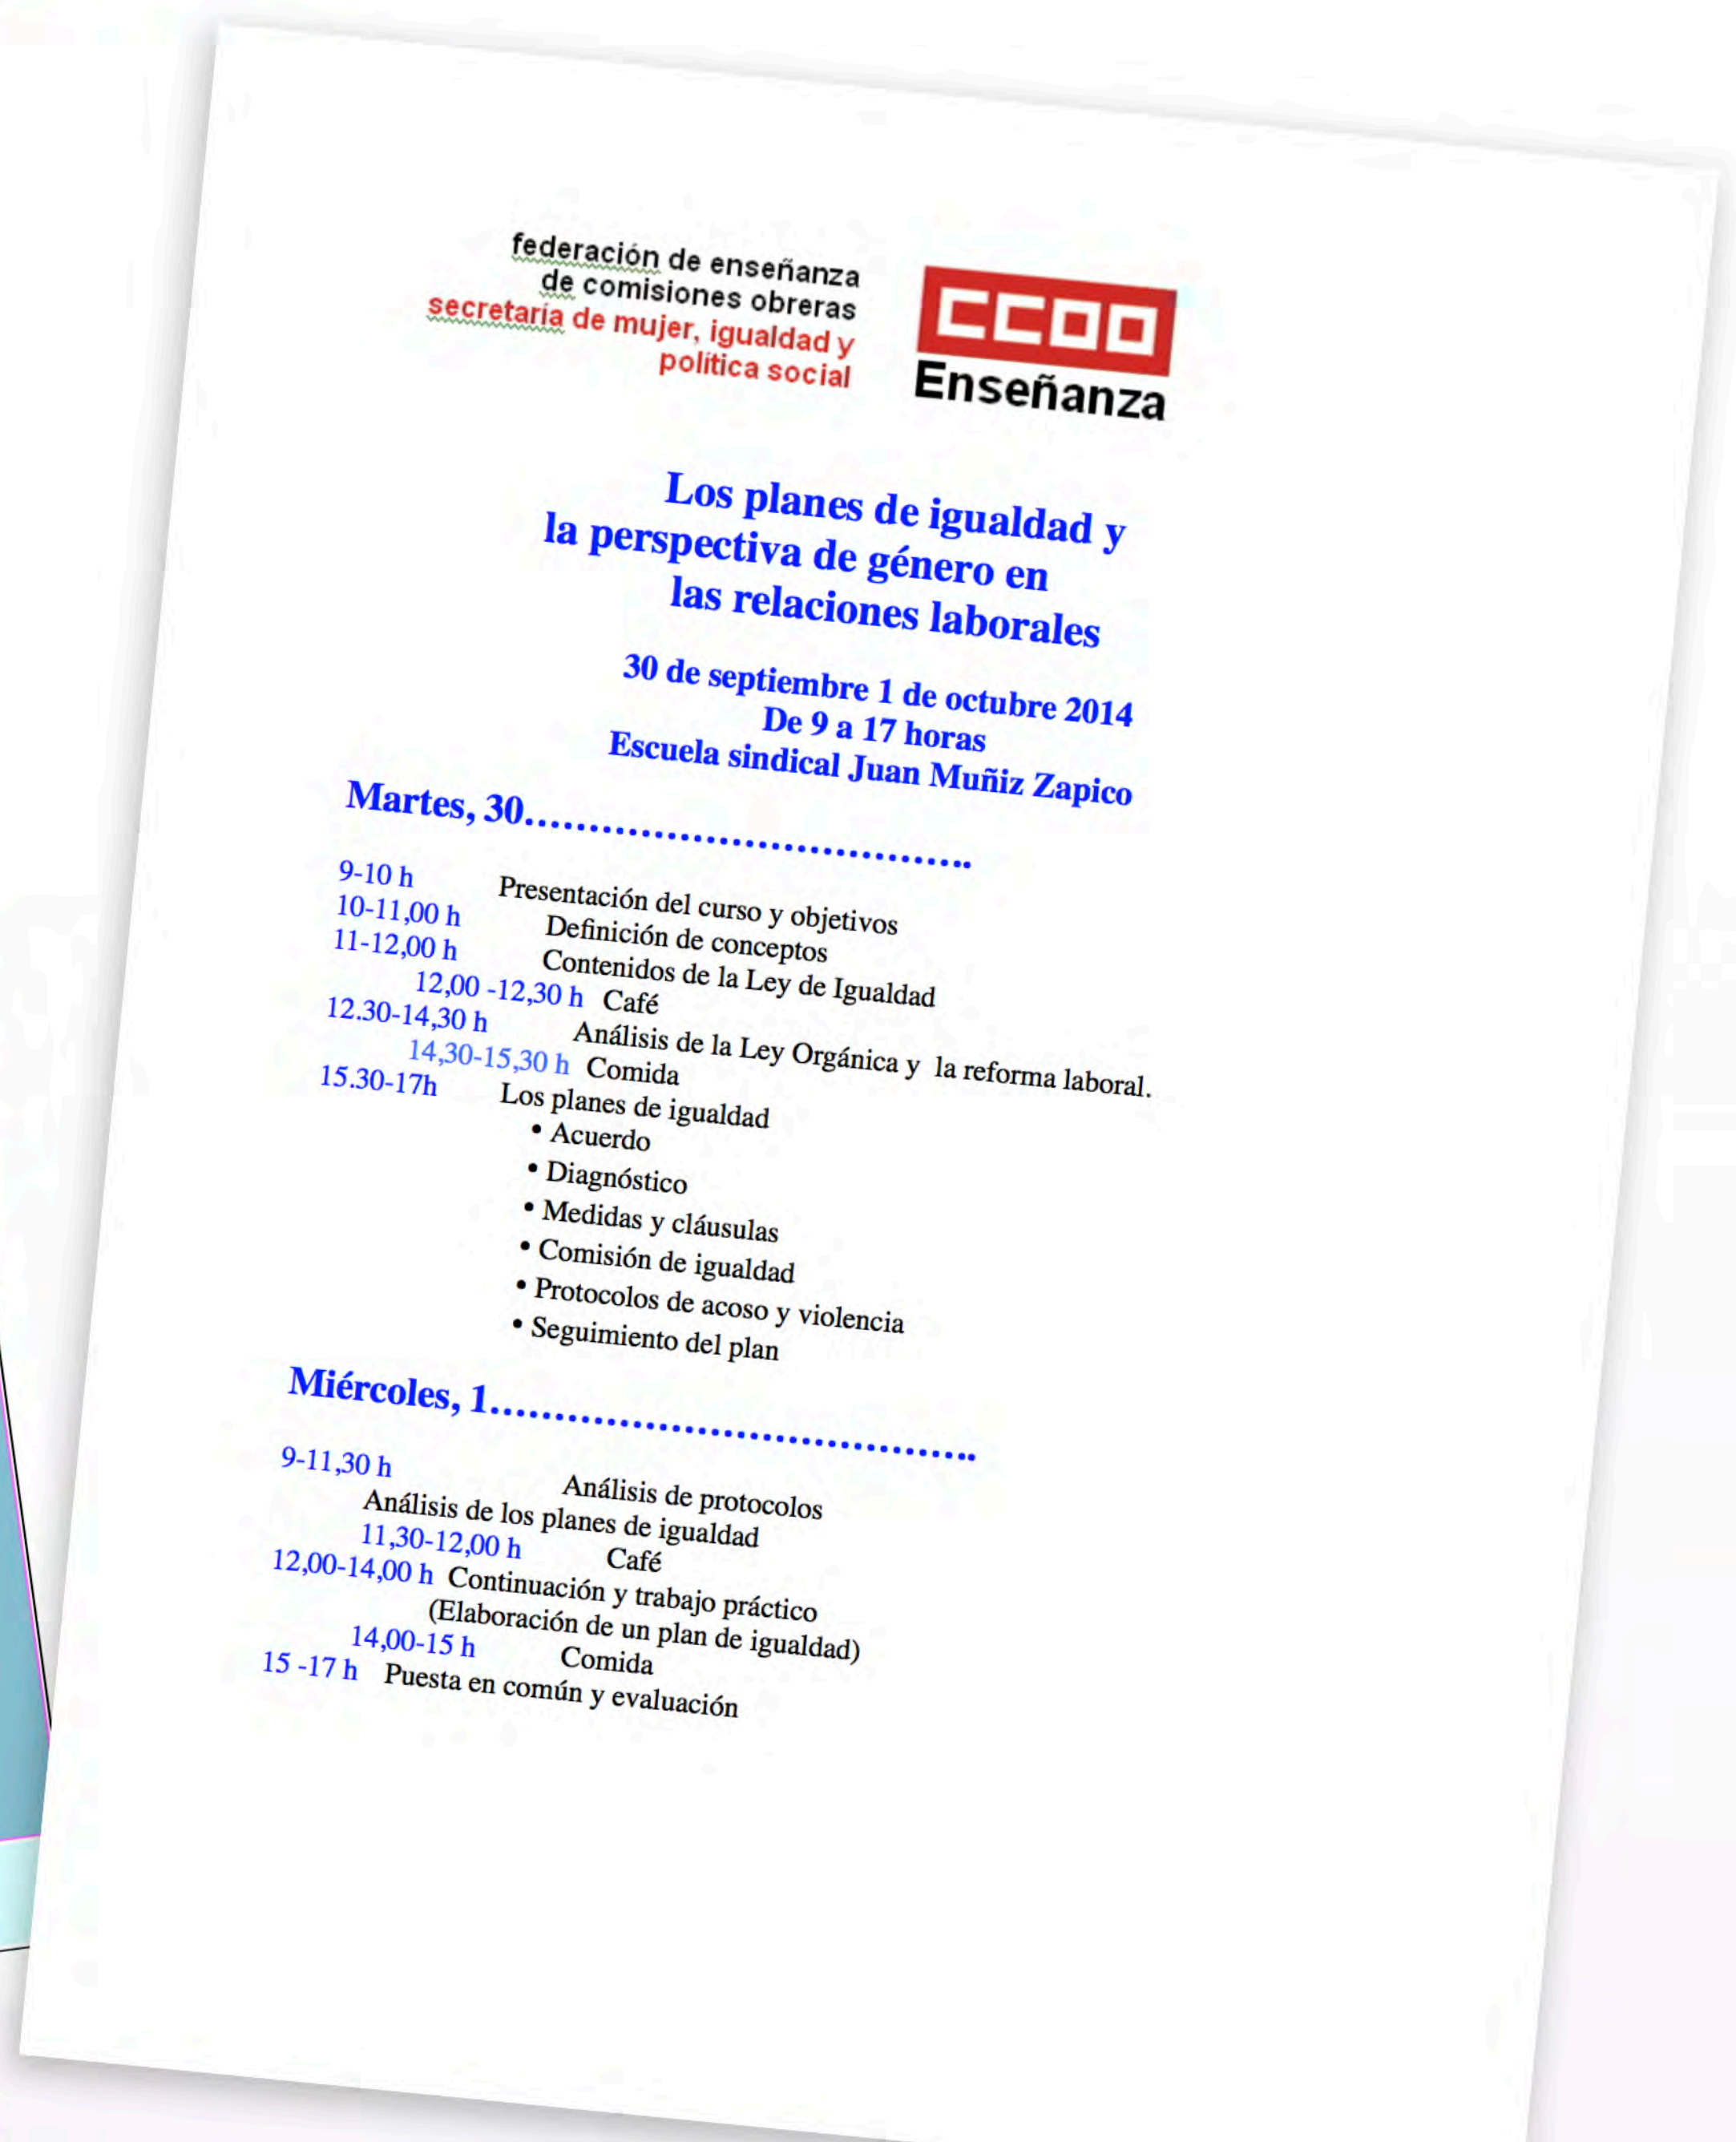 federación de enseñanza
de comisiones obreras
secretaría de mujer, igualdad y
política social
CCOO
Enseñanza
Los planes de igualdad y
la perspectiva de género en
las relaciones laborales
30 de septiembre 1 de octubre 2014
De 9 a 17 horas
Escuela sindical Juan Muñiz Zapico
Martes, 30.......................................
9-10 h Presentación del curso y objetivos
10-11,00 h Definición de conceptos
11-12,00 h Contenidos de la Ley de Igualdad
12,00 -12,30 h Café
12.30-14,30 h Análisis de la Ley Orgánica y la reforma laboral.
14,30-15,30 h Comida
15.30-17h Los planes de igualdad
• Acuerdo
• Diagnóstico
• Medidas y cláusulas
• Comisión de igualdad
• Protocolos de acoso y violencia
• Seguimiento del plan
Miércoles, 1..........................................
9-11,30 h Análisis de protocolos
Análisis de los planes de igualdad
11,30-12,00 h Café
12,00-14,00 h Continuación y trabajo práctico
(Elaboración de un plan de igualdad)
14,00-15 h Comida
15 -17 h Puesta en común y evaluación